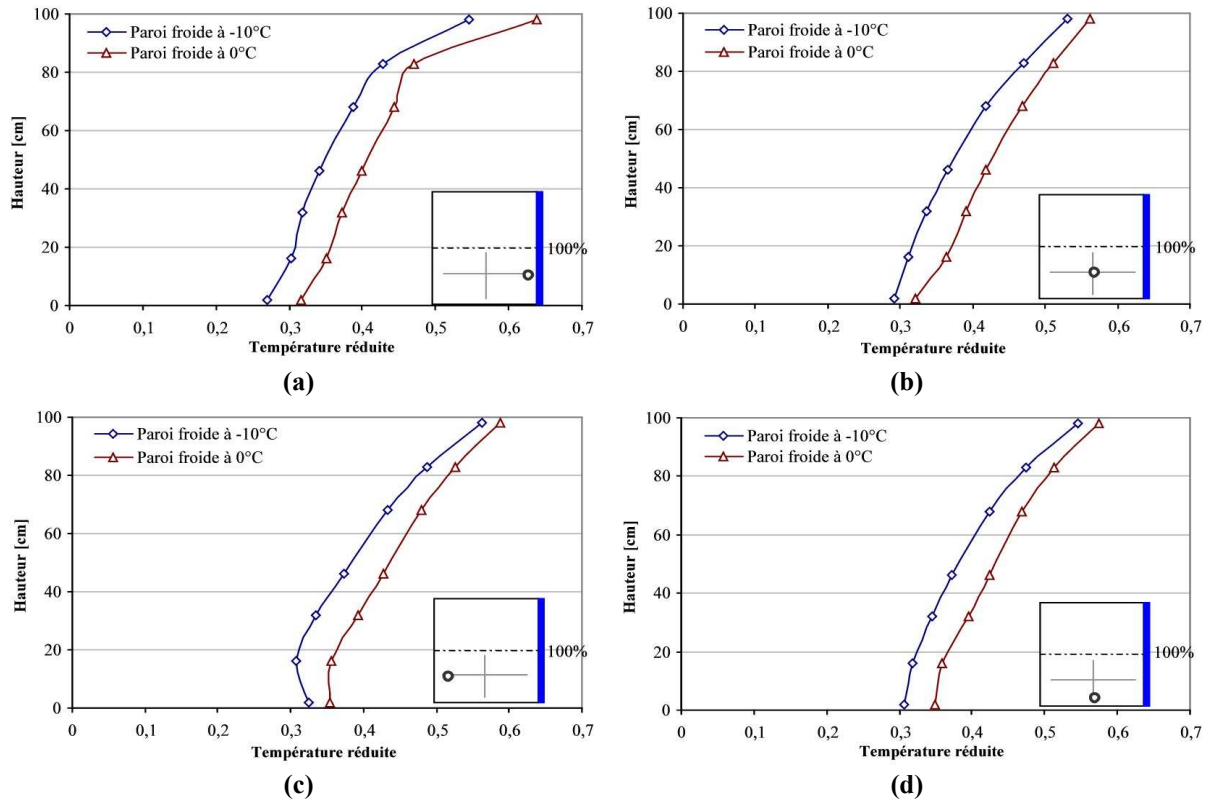 100
80
60
40
20
0
Hauteur [cm]
Paroi froide à -10°C
Paroi froide à 0°C
100%
0 0,1 0,2 0,3 0,4 0,5 0,6 0,7
Température réduite
(a)
100
80
60
40
20
0
Hauteur [cm]
Paroi froide à -10°C
Paroi froide à 0°C
100%
0 0,1 0,2 0,3 0,4 0,5 0,6 0,7
Température réduite
(b)
100
80
60
40
20
0
Hauteur [cm]
Paroi froide à -10°C
Paroi froide à 0°C
100%
0 0,1 0,2 0,3 0,4 0,5 0,6 0,7
Température réduite
(c)
100
80
60
40
20
0
Hauteur [cm]
Paroi froide à -10°C
Paroi froide à 0°C
100%
0 0,1 0,2 0,3 0,4 0,5 0,6 0,7
Température réduite
(d)